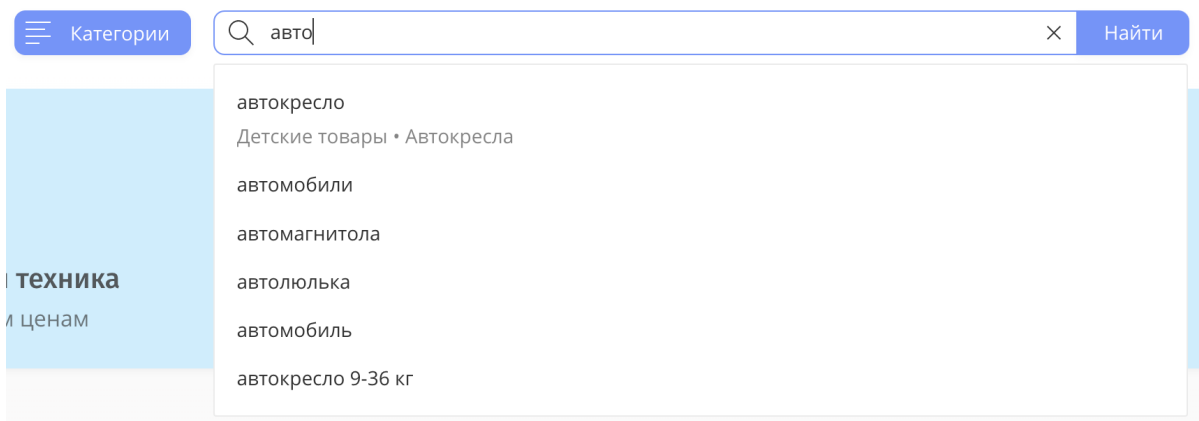 Категории
авто
Найти
автокресло
Детские товары • Автокресла
автомобили
автомагнитола
автолюлька
автомобиль
автокресло 9-36 кг
техника
ценам